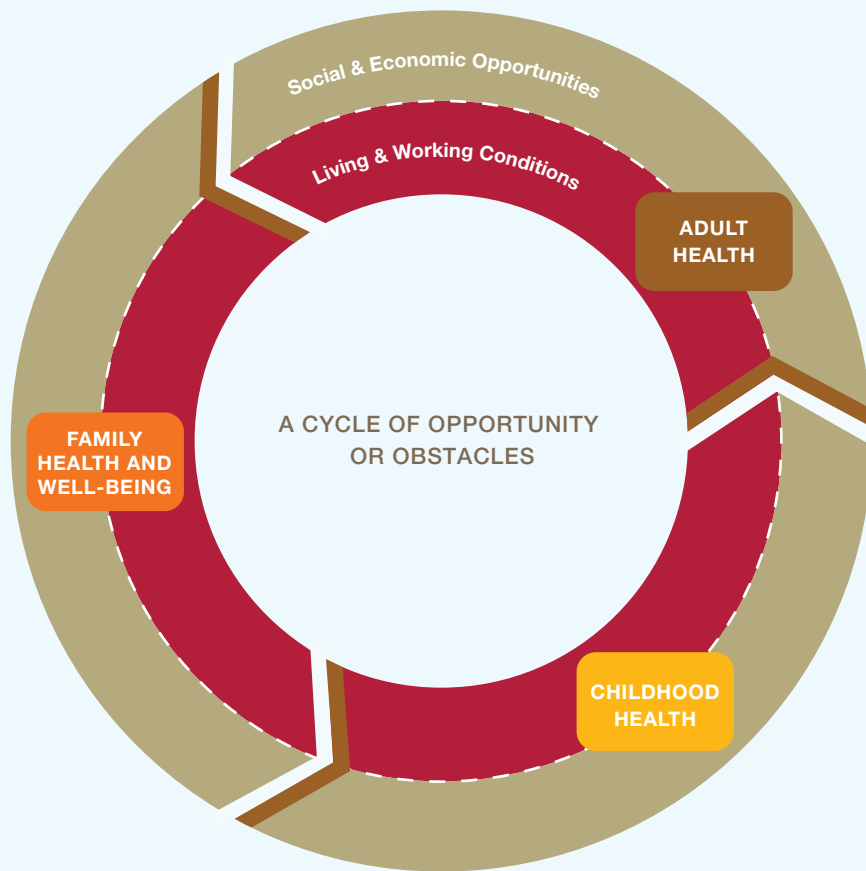 Social & Economic Opportunities
Living & Working Conditions
ADULT
HEALTH
A CYCLE OF OPPORTUNITY
OR OBSTACLES
FAMILY
HEALTH AND
WELL-BEING
CHILDHOOD
HEALTH